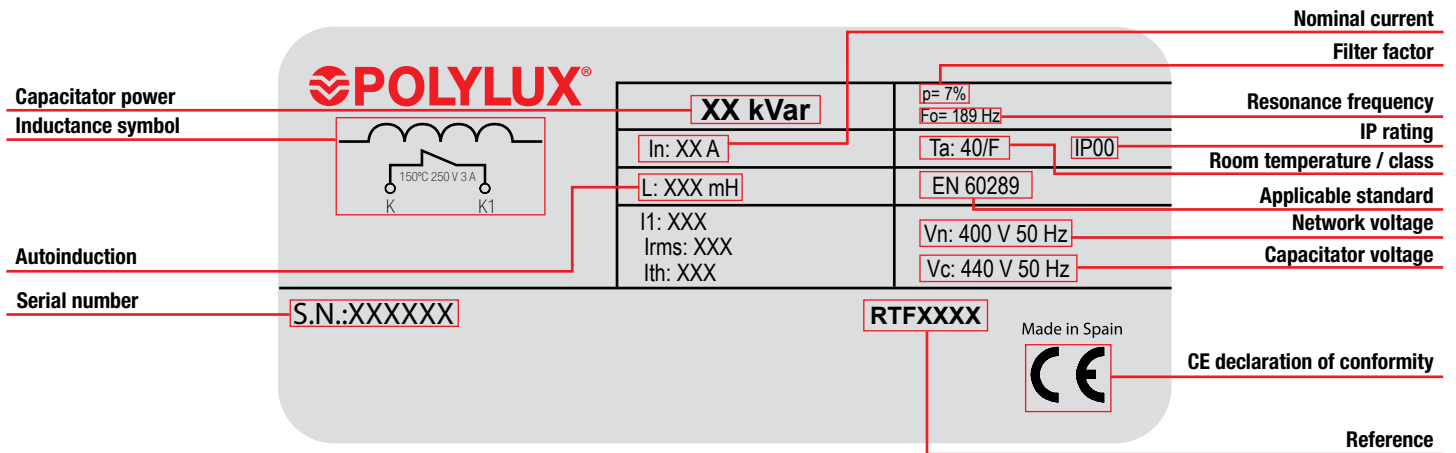 Capacitator power
Inductance symbol
Autoinduction
Serial number
POLYLUX®
150ºC 250 V 3 A
K K1
XX kVar
In: XX A
L: XXX mH
I1: XXX
Irms: XXX
Ith: XXX
p= 7%
Fo= 189 Hz
Ta: 40/F IP00
EN 60289
Vn: 400 V 50 Hz
Vc: 440 V 50 Hz
S.N.:XXXXXX
RTFXXXX
Made in Spain
CE
Nominal current
Filter factor
Resonance frequency
IP rating
Room temperature / class
Applicable standard
Network voltage
Capacitator voltage
CE declaration of conformity
Reference